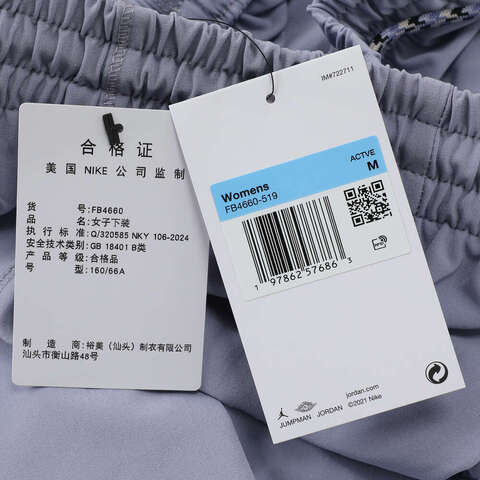 合格证
美国 NIKE 公司监制
货号:FB4660
品名:女子下装
执行标准:Q/320585 NKY 106-2024
安全技术类别:GB 18401 B类
产品等级:合格品
号型:160/66A
制造商:裕美(汕头)制衣有限公司
汕头市衡山路48号
IM#722711
ACTVE
M
Womens
FB4660-519
1 97862 57686 3
jordan.com
©2021 Nike
JUMPMAN JORDAN